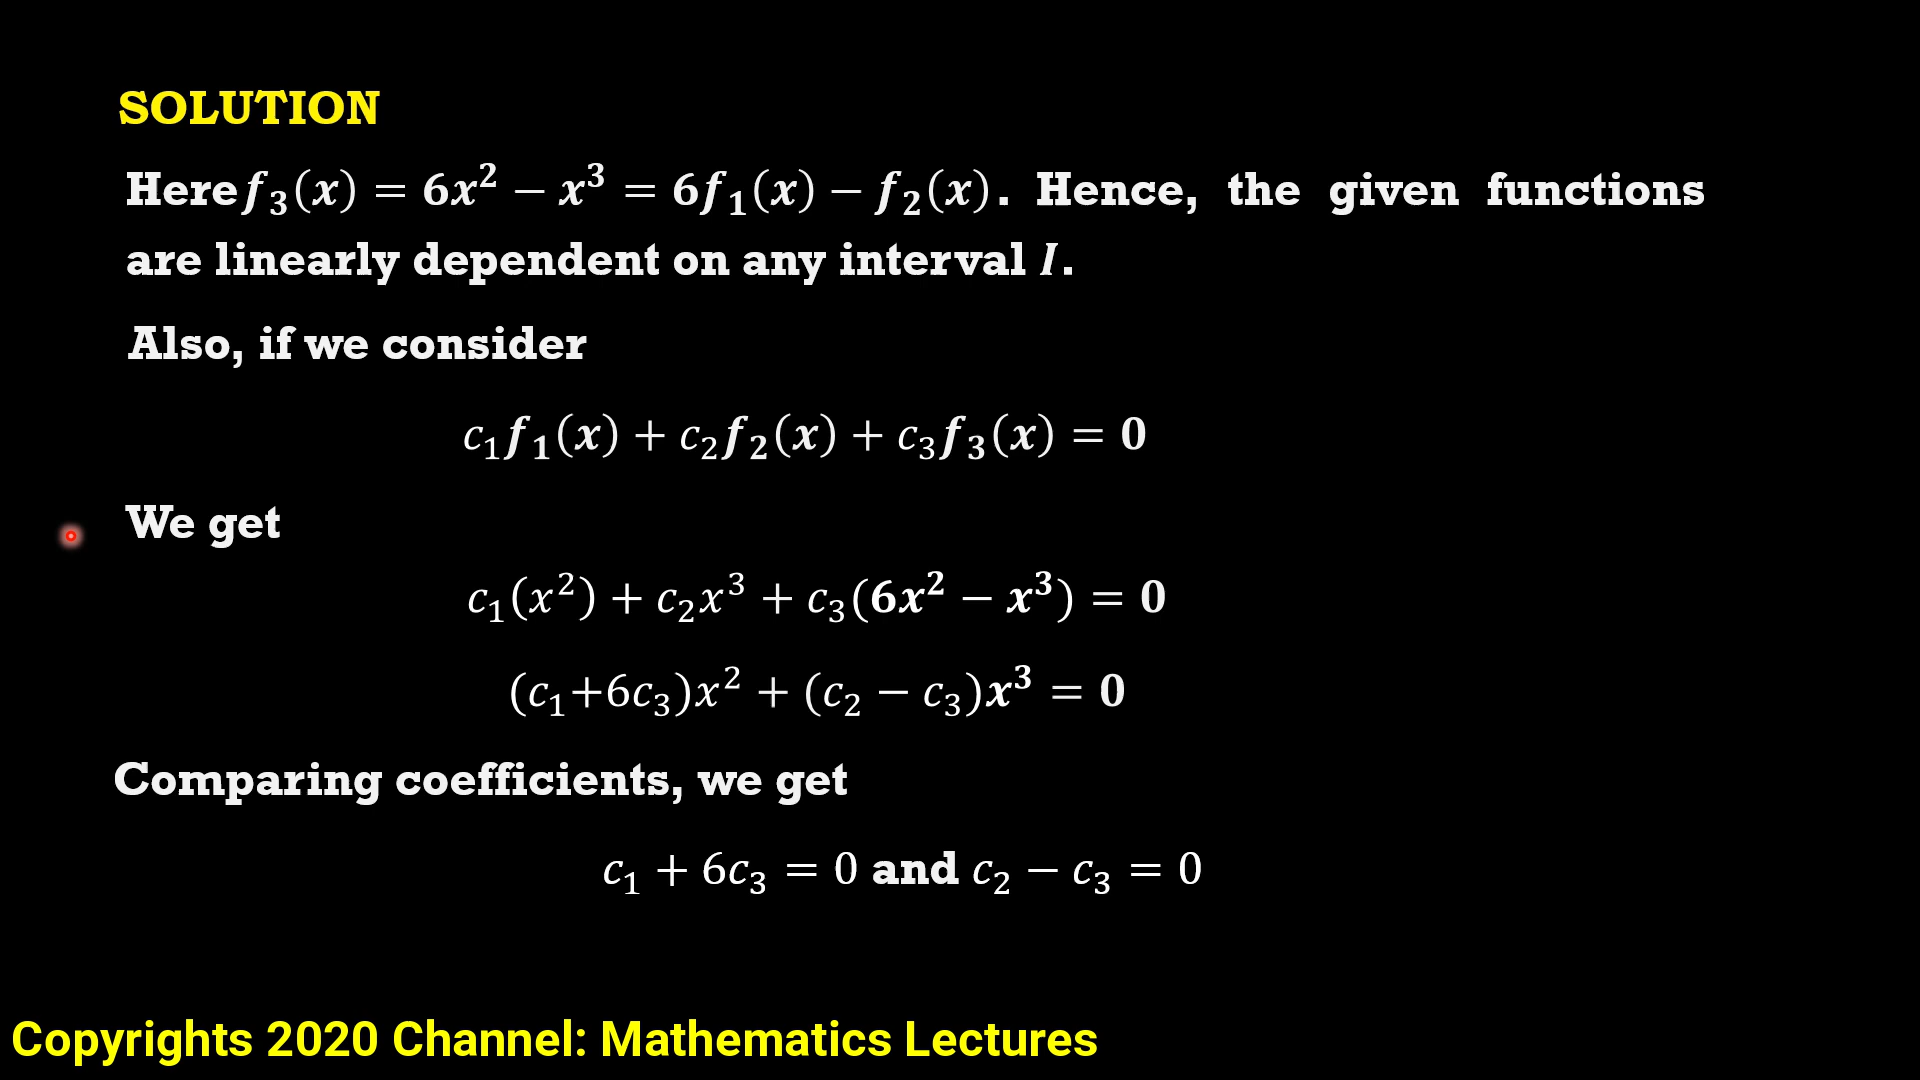 SOLUTION
Here f₃(x) = 6x² − x³ = 6f₁(x) − f₂(x). Hence, the given functions
are linearly dependent on any interval I.
Also, if we consider
c₁f₁(x) + c₂f₂(x) + c₃f₃(x) = 0
We get
c₁(x²) + c₂x³ + c₃(6x² − x³) = 0
(c₁+6c₃)x² + (c₂ − c₃)x³ = 0
Comparing coefficients, we get
c₁ + 6c₃ = 0 and c₂ − c₃ = 0
Copyrights 2020 Channel: Mathematics Lectures